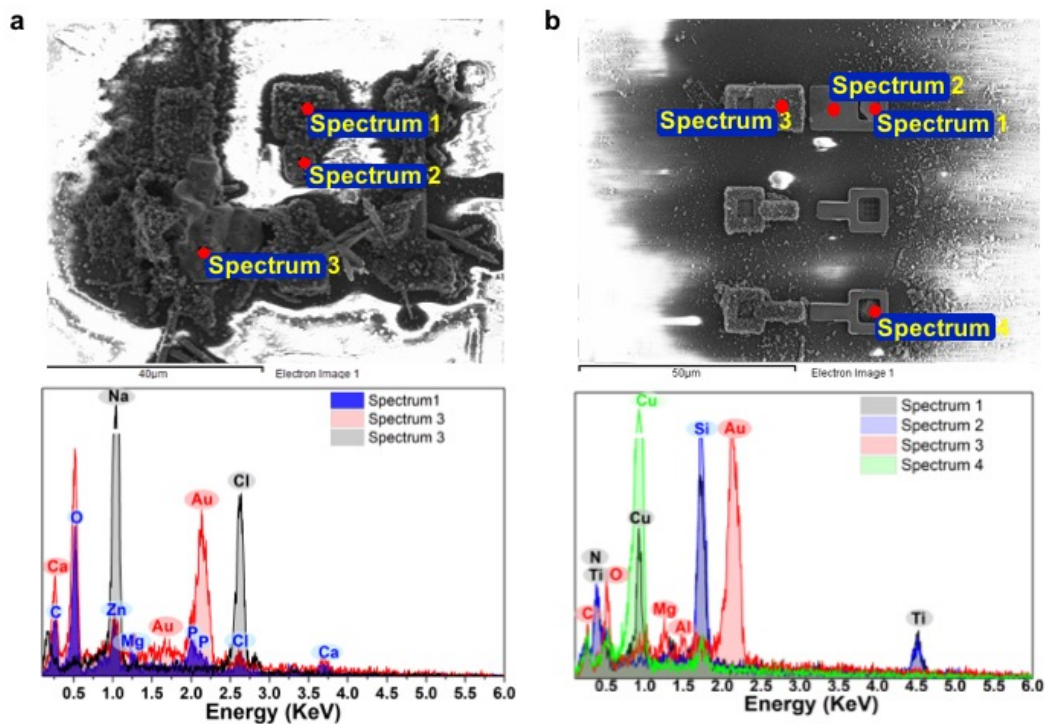 a
Spectrum 1
Spectrum 2
Spectrum 3
40µm
Electron Image 1
Na
Spectrum1
Spectrum 3
Spectrum 3
Cl
Au
O
Ca
C
Zn
Mg
Au
P
P
Cl
Ca
0.5 1.0 1.5 2.0 2.5 3.0 3.5 4.0 4.5 5.0 5.5 6.0
Energy (KeV)
b
Spectrum 2
Spectrum 3
Spectrum 1
Spectrum 4
50µm
Electron Image 1
Cu
Si
Au
Spectrum 1
Spectrum 2
Spectrum 3
Spectrum 4
Cu
N
Ti
O
C
Mg
Al
Ti
0.5 1.0 1.5 2.0 2.5 3.0 3.5 4.0 4.5 5.0 5.5 6.0
Energy (KeV)